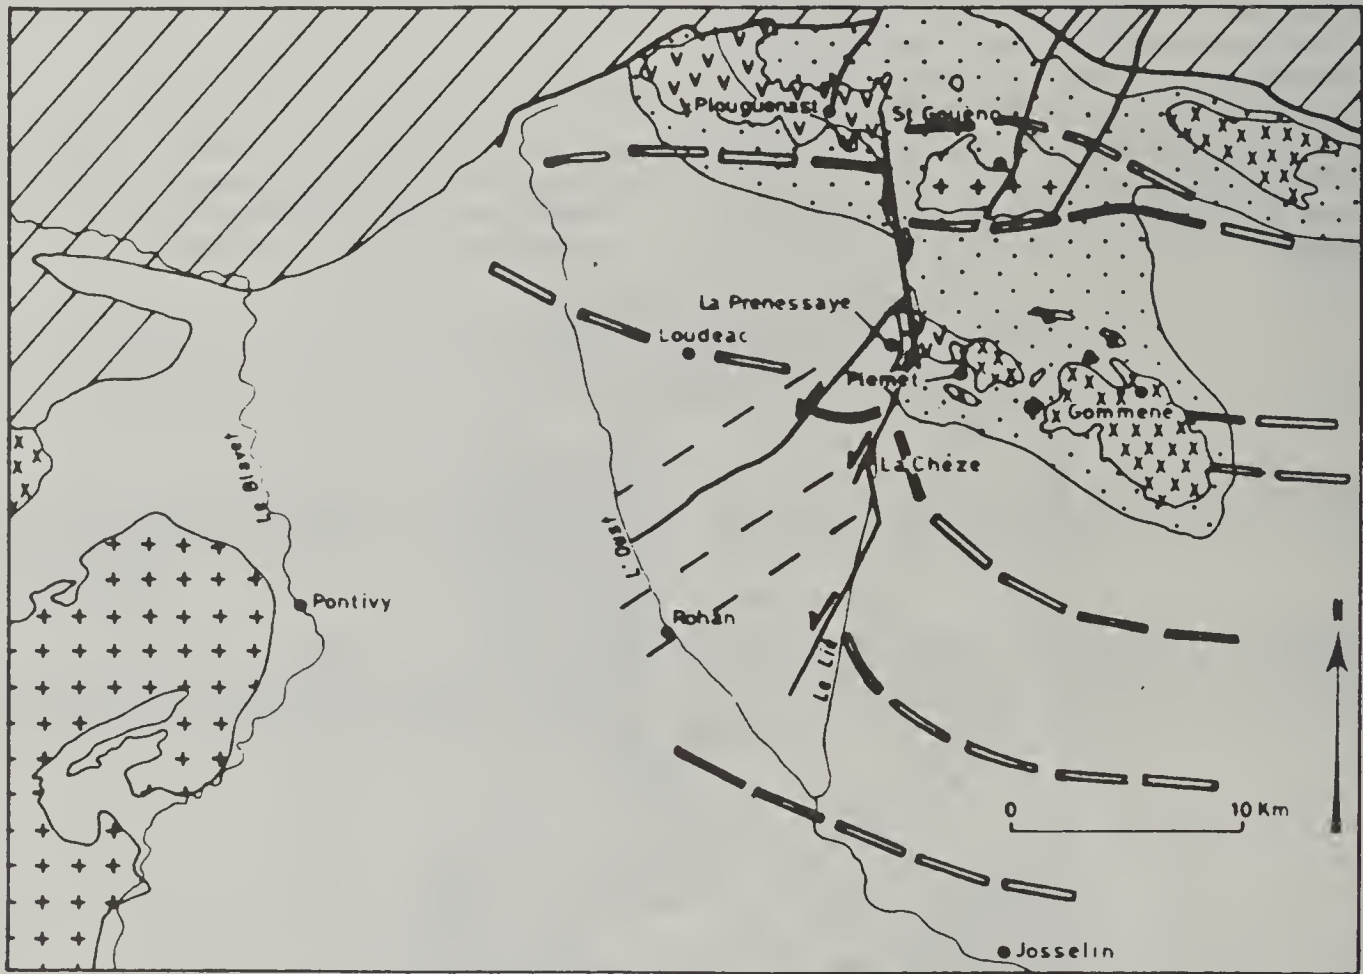 Plouguenast
St Gouèno
La Prenessaye
Loudeac
Plemet
Gommene
La Chèze
Le Blavet
L'Oust
Pontivy
Rohan
Le Lié
0 10 Km
N
Josselin